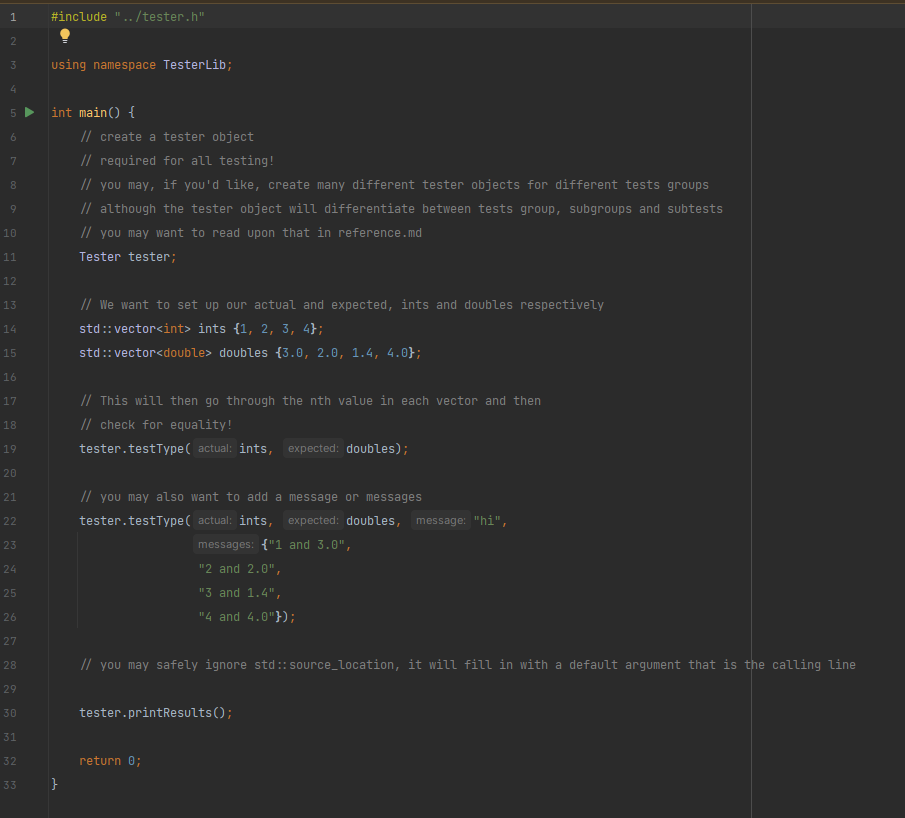 1 #include "../tester.h"
2
3 using namespace TesterLib;
4
5 int main() {
6 // create a tester object
7 // required for all testing!
8 // you may, if you'd like, create many different tester objects for different tests groups
9 // although the tester object will differentiate between tests group, subgroups and subtests
10 // you may want to read upon that in reference.md
11 Tester tester;
12
13 // We want to set up our actual and expected, ints and doubles respectively
14 std::vector<int> ints {1, 2, 3, 4};
15 std::vector<double> doubles {3.0, 2.0, 1.4, 4.0};
16
17 // This will then go through the nth value in each vector and then
18 // check for equality!
19 tester.testType( actual: ints, expected: doubles);
20
21 // you may also want to add a message or messages
22 tester.testType( actual: ints, expected: doubles, message: "hi",
23 messages: {"1 and 3.0",
24 "2 and 2.0",
25 "3 and 1.4",
26 "4 and 4.0"});
27
28 // you may safely ignore std::source_location, it will fill in with a default argument that is the calling line
29
30 tester.printResults();
31
32 return 0;
33 }